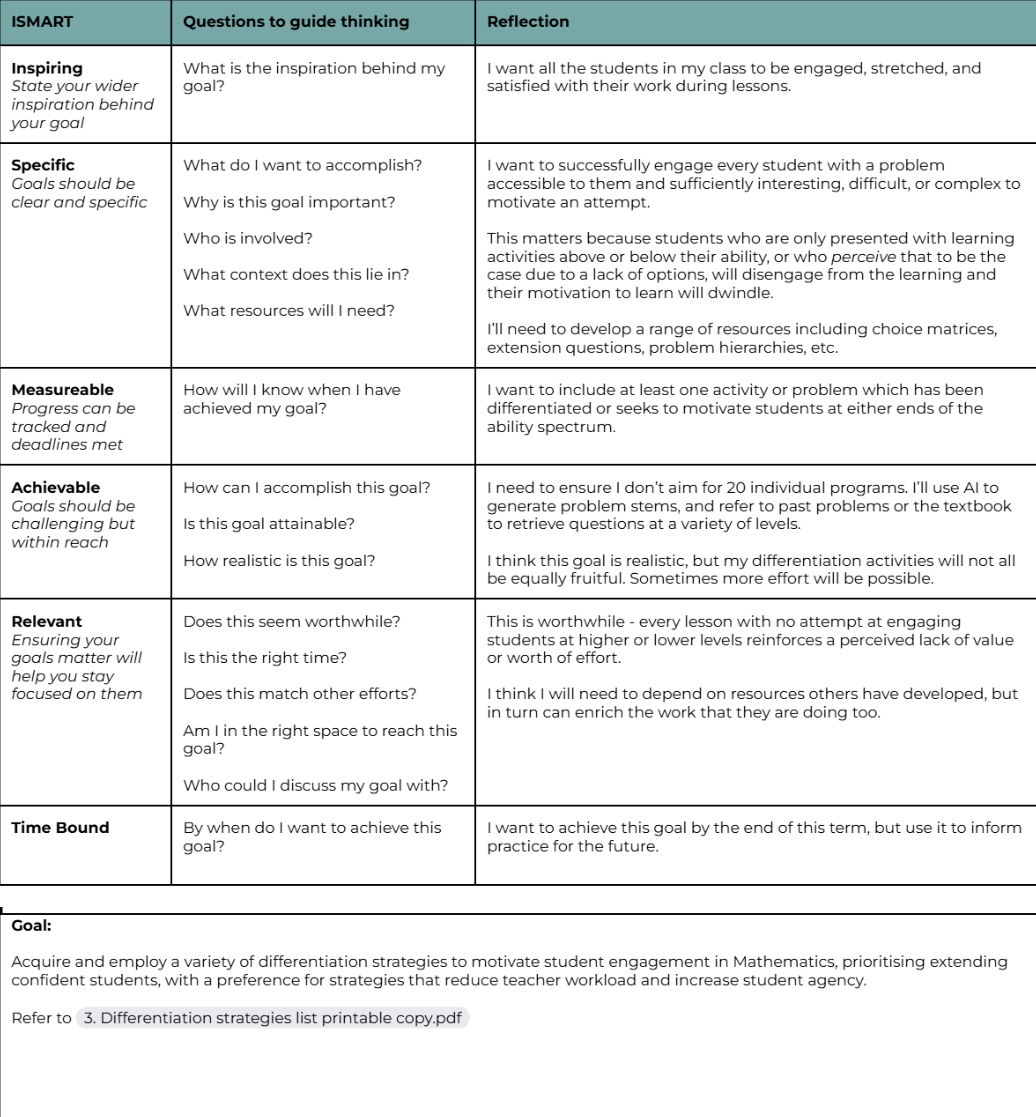 ISMART
Questions to guide thinking
Reflection
Inspiring
State your wider
inspiration behind
your goal
What is the inspiration behind my
goal?
I want all the students in my class to be engaged, stretched, and
satisfied with their work during lessons.
Specific
Goals should be
clear and specific
What do I want to accomplish?
Why is this goal important?
Who is involved?
What context does this lie in?
What resources will I need?
I want to successfully engage every student with a problem
accessible to them and sufficiently interesting, difficult, or complex to
motivate an attempt.
This matters because students who are only presented with learning
activities above or below their ability, or who perceive that to be the
case due to a lack of options, will disengage from the learning and
their motivation to learn will dwindle.
I'll need to develop a range of resources including choice matrices,
extension questions, problem hierarchies, etc.
Measureable
Progress can be
tracked and
deadlines met
How will I know when I have
achieved my goal?
I want to include at least one activity or problem which has been
differentiated or seeks to motivate students at either ends of the
ability spectrum.
Achievable
Goals should be
challenging but
within reach
How can I accomplish this goal?
Is this goal attainable?
How realistic is this goal?
I need to ensure I don't aim for 20 individual programs. I'll use AI to
generate problem stems, and refer to past problems or the textbook
to retrieve questions at a variety of levels.
I think this goal is realistic, but my differentiation activities will not all
be equally fruitful. Sometimes more effort will be possible.
Relevant
Ensuring your
goals matter will
help you stay
focused on them
Does this seem worthwhile?
Is this the right time?
Does this match other efforts?
Am I in the right space to reach this
goal?
Who could I discuss my goal with?
This is worthwhile - every lesson with no attempt at engaging
students at higher or lower levels reinforces a perceived lack of value
or worth of effort.
I think I will need to depend on resources others have developed, but
in turn can enrich the work that they are doing too.
Time Bound
By when do I want to achieve this
goal?
I want to achieve this goal by the end of this term, but use it to inform
practice for the future.
Goal:
Acquire and employ a variety of differentiation strategies to motivate student engagement in Mathematics, prioritising extending
confident students, with a preference for strategies that reduce teacher workload and increase student agency.
Refer to 3. Differentiation strategies list printable copy.pdf